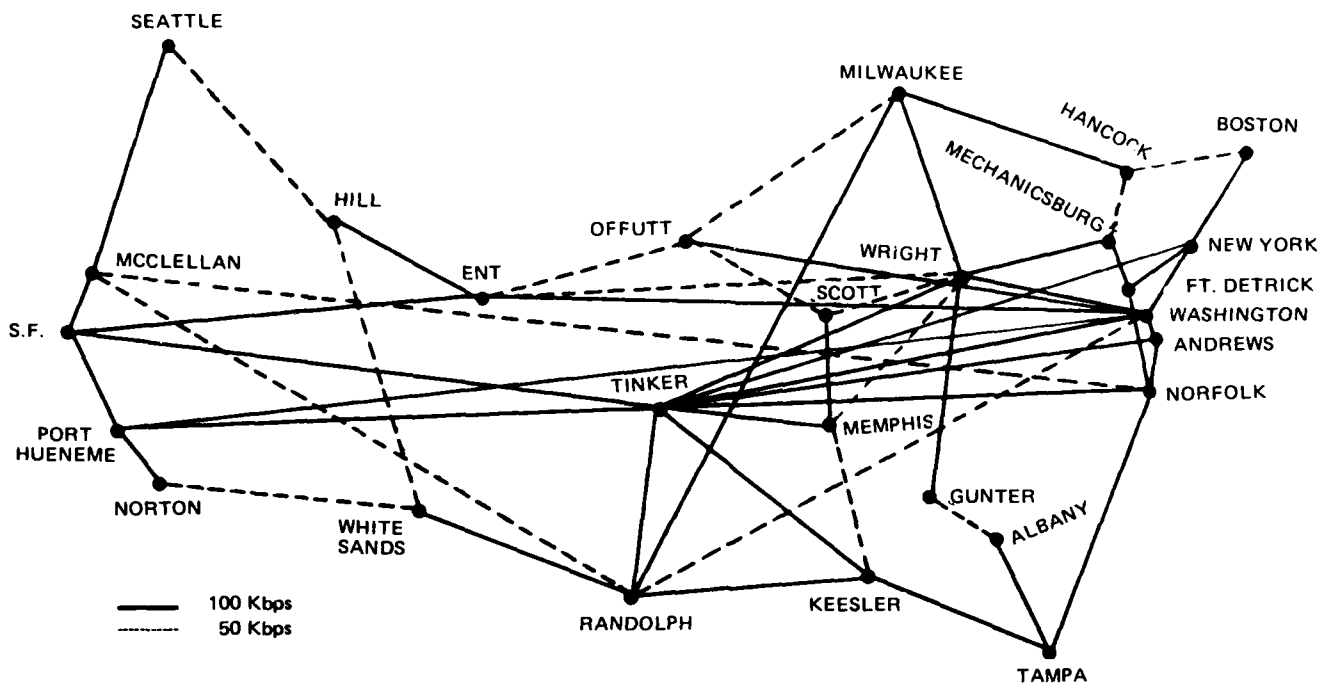 SEATTLE
MILWAUKEE
HANCOCK
BOSTON
MECHANICSBURG
HILL
OFFUTT
WRIGHT
NEW YORK
MCCLELLAN
ENT
SCOTT
FT. DETRICK
WASHINGTON
S.F.
ANDREWS
TINKER
NORFOLK
PORT
HUENEME
MEMPHIS
NORTON
WHITE
SANDS
GUNTER
ALBANY
100 Kbps
50 Kbps
RANDOLPH
KEESLER
TAMPA